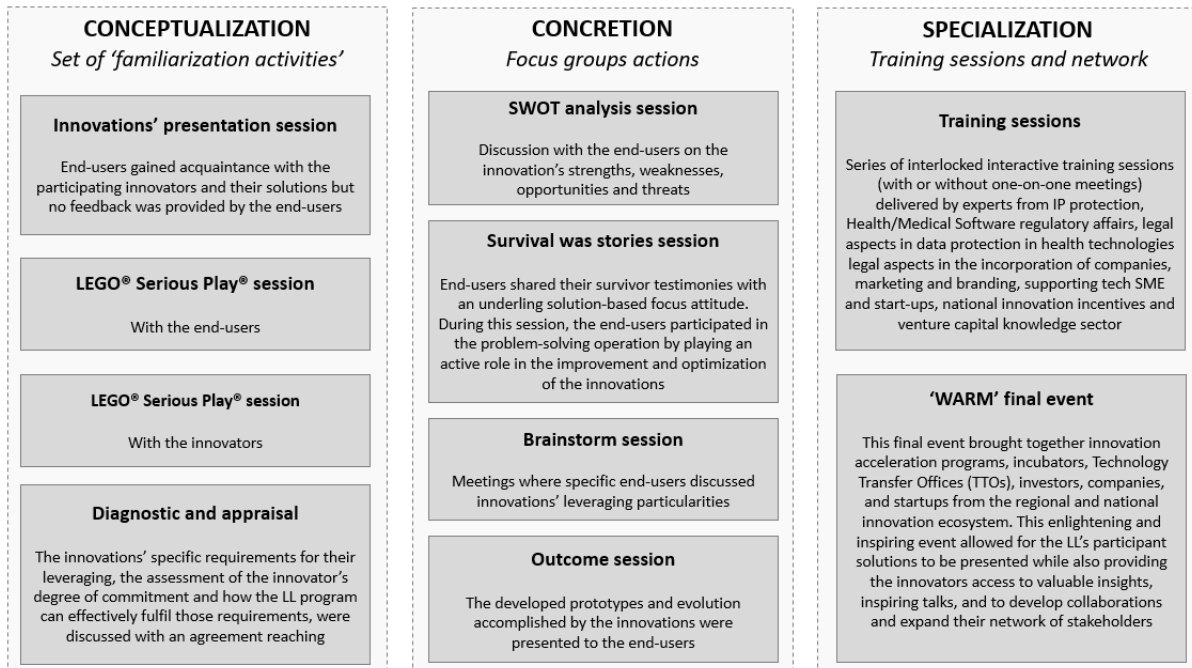 CONCEPTUALIZATION
Set of ‘familiarization activities’
Innovations’ presentation session
End-users gained acquaintance with the
participating innovators and their solutions but
no feedback was provided by the end-users
LEGO® Serious Play® session
With the end-users
LEGO® Serious Play® session
With the innovators
Diagnostic and appraisal
The innovations’ specific requirements for their
leveraging, the assessment of the innovator’s
degree of commitment and how the LL program
can effectively fulfil those requirements, were
discussed with an agreement reaching
CONCRETION
Focus groups actions
SWOT analysis session
Discussion with the end-users on the
innovation’s strengths, weaknesses,
opportunities and threats
Survival was stories session
End-users shared their survivor testimonies with
an underling solution-based focus attitude.
During this session, the end-users participated in
the problem-solving operation by playing an
active role in the improvement and optimization
of the innovations
Brainstorm session
Meetings where specific end-users discussed
innovations’ leveraging particularities
Outcome session
The developed prototypes and evolution
accomplished by the innovations were
presented to the end-users
SPECIALIZATION
Training sessions and network
Training sessions
Series of interlocked interactive training sessions
(with or without one-on-one meetings)
delivered by experts from IP protection,
Health/Medical Software regulatory affairs, legal
aspects in data protection in health technologies
legal aspects in the incorporation of companies,
marketing and branding, supporting tech SME
and start-ups, national innovation incentives and
venture capital knowledge sector
‘WARM’ final event
This final event brought together innovation
acceleration programs, incubators, Technology
Transfer Offices (TTOs), investors, companies,
and startups from the regional and national
innovation ecosystem. This enlightening and
inspiring event allowed for the LL’s participant
solutions to be presented while also providing
the innovators access to valuable insights,
inspiring talks, and to develop collaborations
and expand their network of stakeholders